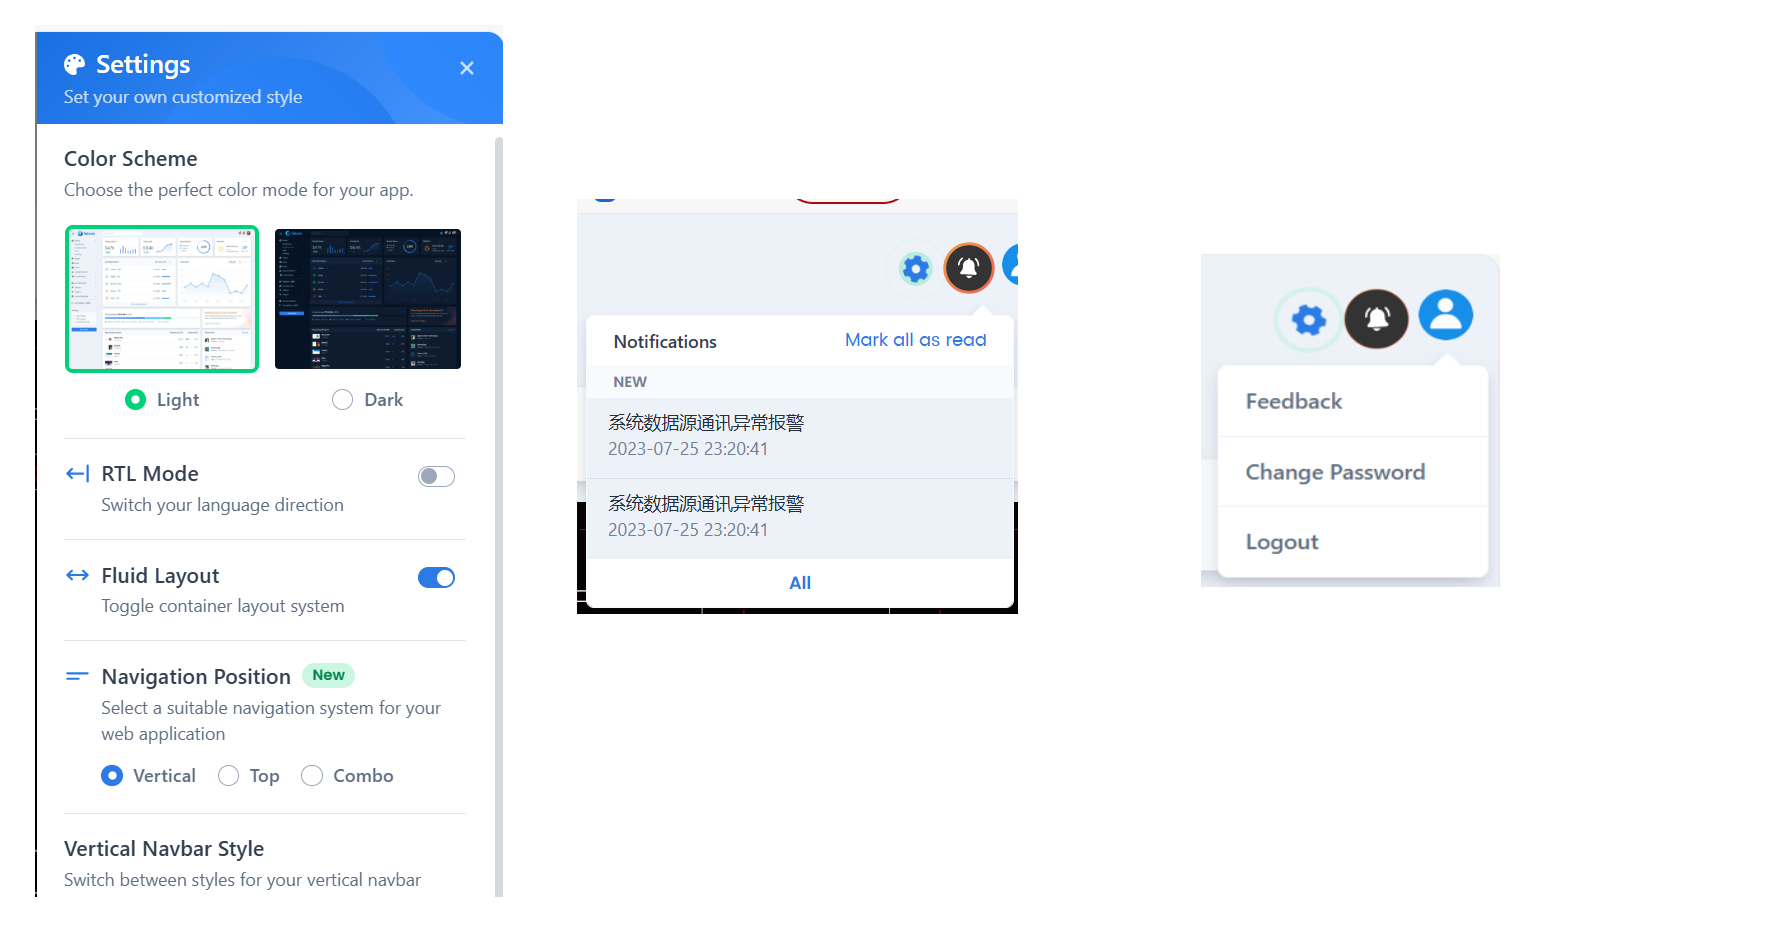 Settings
Set your own customized style
Color Scheme
Choose the perfect color mode for your app.
Light
Dark
RTL Mode
Switch your language direction
Fluid Layout
Toggle container layout system
Navigation Position New
Select a suitable navigation system for your
web application
Vertical
Top
Combo
Vertical Navbar Style
Switch between styles for your vertical navbar
Notifications
Mark all as read
NEW
系统数据源通讯异常报警
2023-07-25 23:20:41
系统数据源通讯异常报警
2023-07-25 23:20:41
All
Feedback
Change Password
Logout